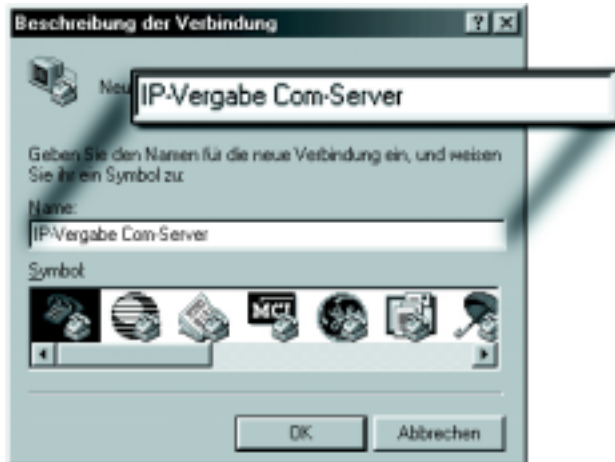 Beschreibung der Verbindung
Neu
IP-Vergabe Com-Server
Geben Sie den Namen für die neue Verbindung ein, und weisen
Sie ihr ein Symbol zu:
Name:
IP-Vergabe Com-Server
Symbol:
MCI
OK
Abbrechen